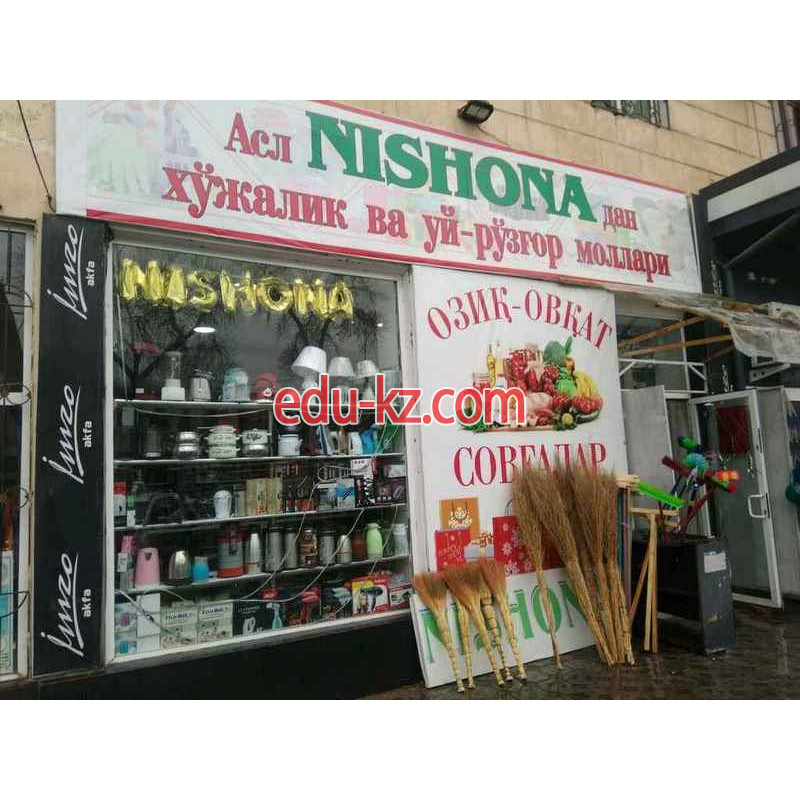 Асл NISHONA дан
хўжалик ва уй-рўзғор моллари
NISHONA
Imzo
akfa
Imzo
akfa
Imzo
akfa
ОЗИҚ-ОВҚАТ
СОВҒАЛАР
NISHON
edu-kz.com